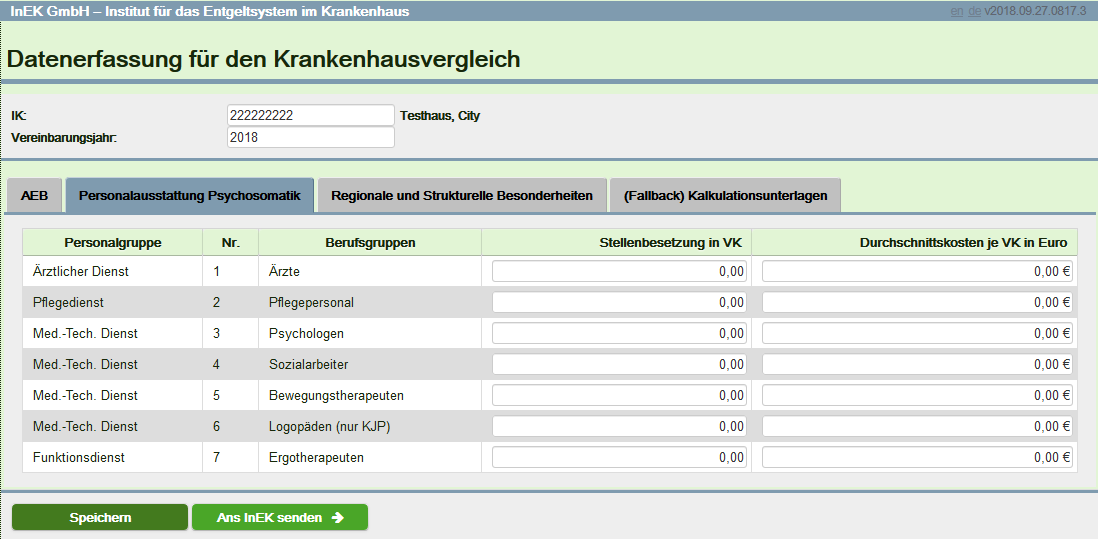 InEK GmbH – Institut für das Entgeltsystem im Krankenhaus en de v2018.09.27.0817.3
Datenerfassung für den Krankenhausvergleich
IK: 222222222 Testhaus, City
Vereinbarungsjahr: 2018
AEB Personalausstattung Psychosomatik Regionale und Strukturelle Besonderheiten (Fallback) Kalkulationsunterlagen
Personalgruppe Nr. Berufsgruppen Stellenbesetzung in VK Durchschnittskosten je VK in Euro
Ärztlicher Dienst 1 Ärzte 0,00 0,00 €
Pflegedienst 2 Pflegepersonal 0,00 0,00 €
Med.-Tech. Dienst 3 Psychologen 0,00 0,00 €
Med.-Tech. Dienst 4 Sozialarbeiter 0,00 0,00 €
Med.-Tech. Dienst 5 Bewegungstherapeuten 0,00 0,00 €
Med.-Tech. Dienst 6 Logopäden (nur KJP) 0,00 0,00 €
Funktionsdienst 7 Ergotherapeuten 0,00 0,00 €
Speichern Ans InEK senden